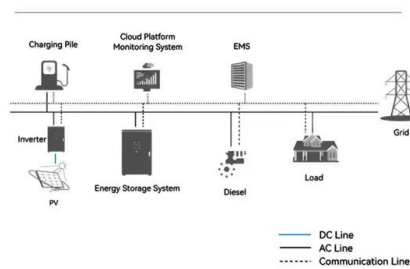 Charging Pile
Cloud Platform
Monitoring System
EMS
Grid
Inverter
PV
Energy Storage System
Diesel
Load
DC Line
AC Line
Communication Line